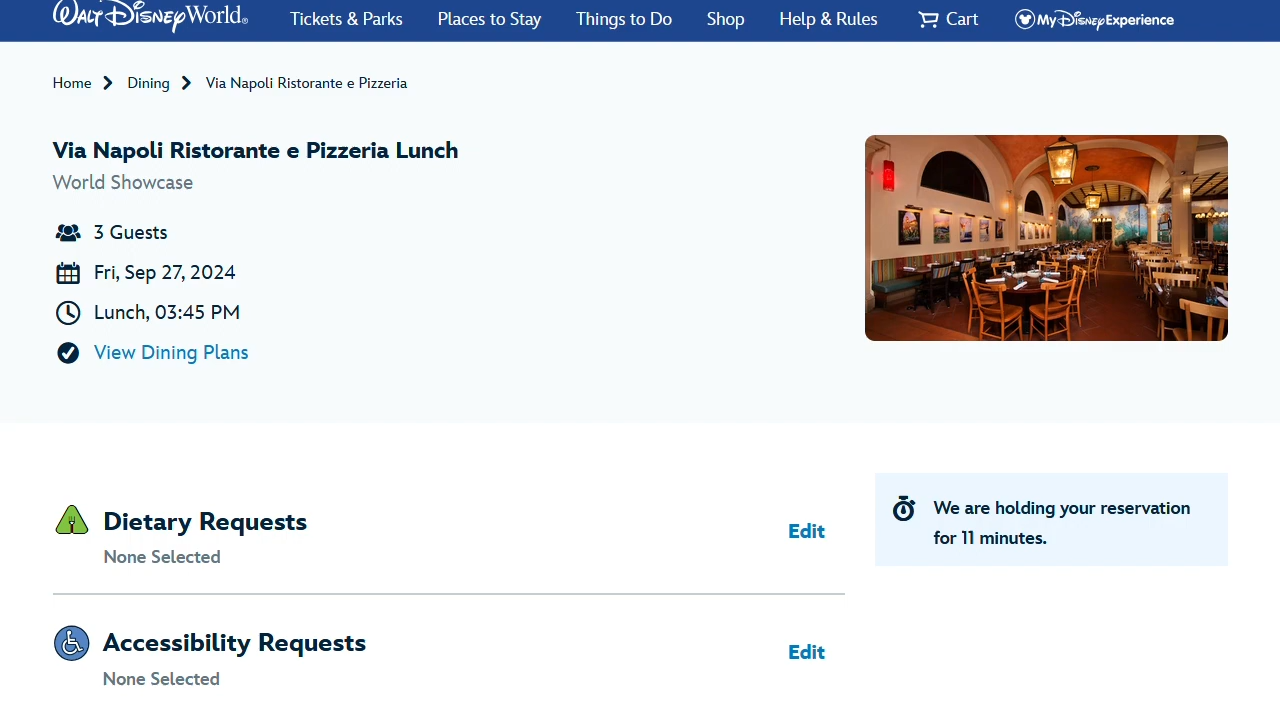 Walt Disney World.
Tickets & Parks
Places to Stay
Things to Do
Shop
Help & Rules
Cart
My Disney Experience
Home
Dining
Via Napoli Ristorante e Pizzeria
Via Napoli Ristorante e Pizzeria Lunch
World Showcase
3 Guests
Fri, Sep 27, 2024
Lunch, 03:45 PM
View Dining Plans
Dietary Requests
None Selected
Edit
We are holding your reservation
for 11 minutes.
Accessibility Requests
None Selected
Edit